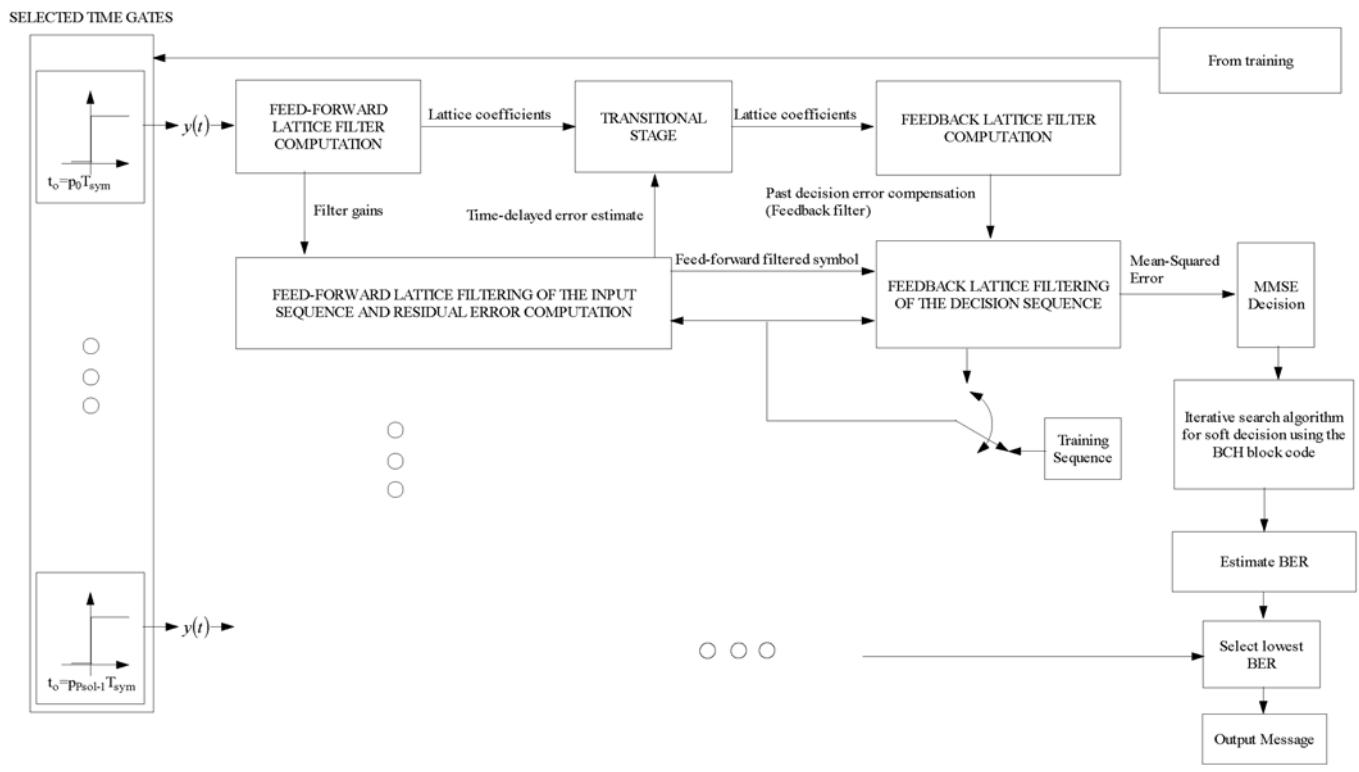 SELECTED TIME GATES
From training
FEED-FORWARD
LATTICE FILTER
COMPUTATION
Lattice coefficients
TRANSITIONAL
STAGE
Lattice coefficients
FEEDBACK LATTICE FILTER
COMPUTATION
y(t)
t₀=p₀Tsym
Filter gains
Time-delayed error estimate
Past decision error compensation
(Feedback filter)
FEED-FORWARD LATTICE FILTERING OF THE INPUT
SEQUENCE AND RESIDUAL ERROR COMPUTATION
Feed-forward filtered symbol
FEEDBACK LATTICE FILTERING
OF THE DECISION SEQUENCE
Mean-Squared
Error
MMSE
Decision
Iterative search algorithm
for soft decision using the
BCH block code
Training
Sequence
Estimate BER
y(t)
t₀=pPsol-1Tsym
Select lowest
BER
Output Message